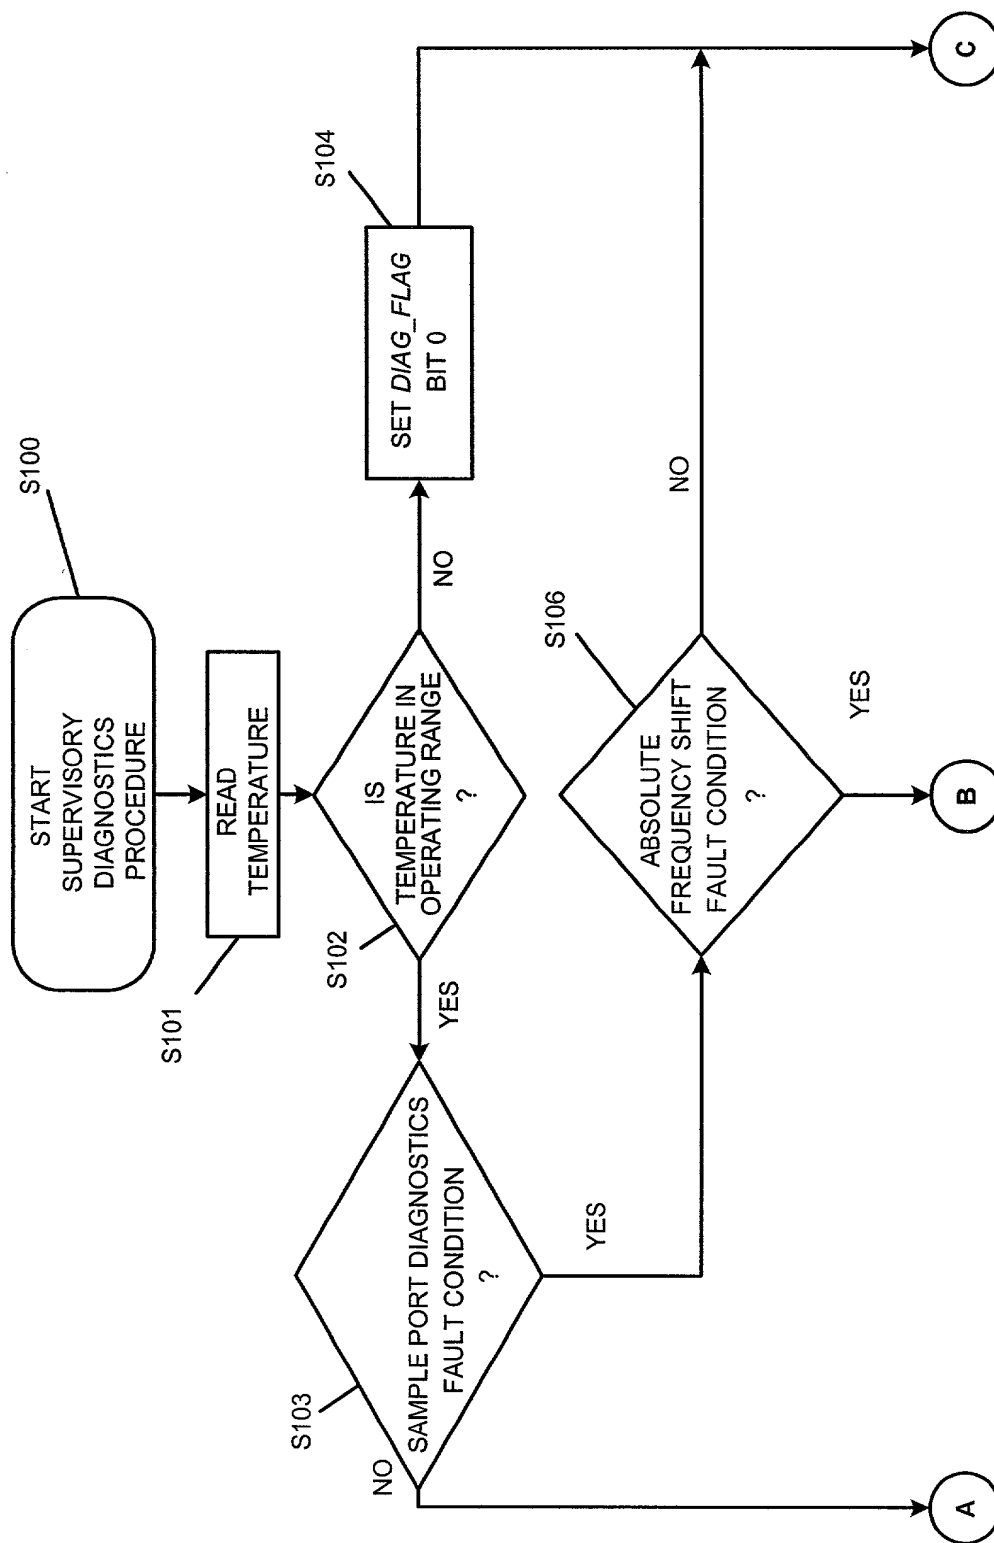 S100
START
SUPERVISORY
DIAGNOSTICS
PROCEDURE
S101
READ
TEMPERATURE
S102
IS
TEMPERATURE IN
OPERATING RANGE
?
NO
YES
S104
SET DIAG_FLAG
BIT 0
S103
SAMPLE PORT DIAGNOSTICS
FAULT CONDITION
?
NO
YES
S106
ABSOLUTE
FREQUENCY SHIFT
FAULT CONDITION
?
NO
YES
A
B
C